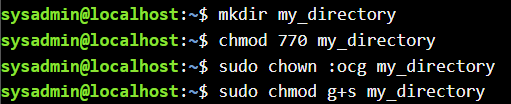 sysadmin@localhost:~$ mkdir my_directory
sysadmin@localhost:~$ chmod 770 my_directory
sysadmin@localhost:~$ sudo chown :ocg my_directory
sysadmin@localhost:~$ sudo chmod g+s my_directory